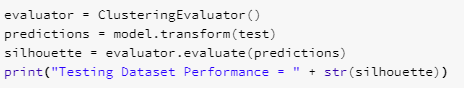 evaluator = ClusteringEvaluator()
predictions = model.transform(test)
silhouette = evaluator.evaluate(predictions)
print("Testing Dataset Performance = " + str(silhouette))